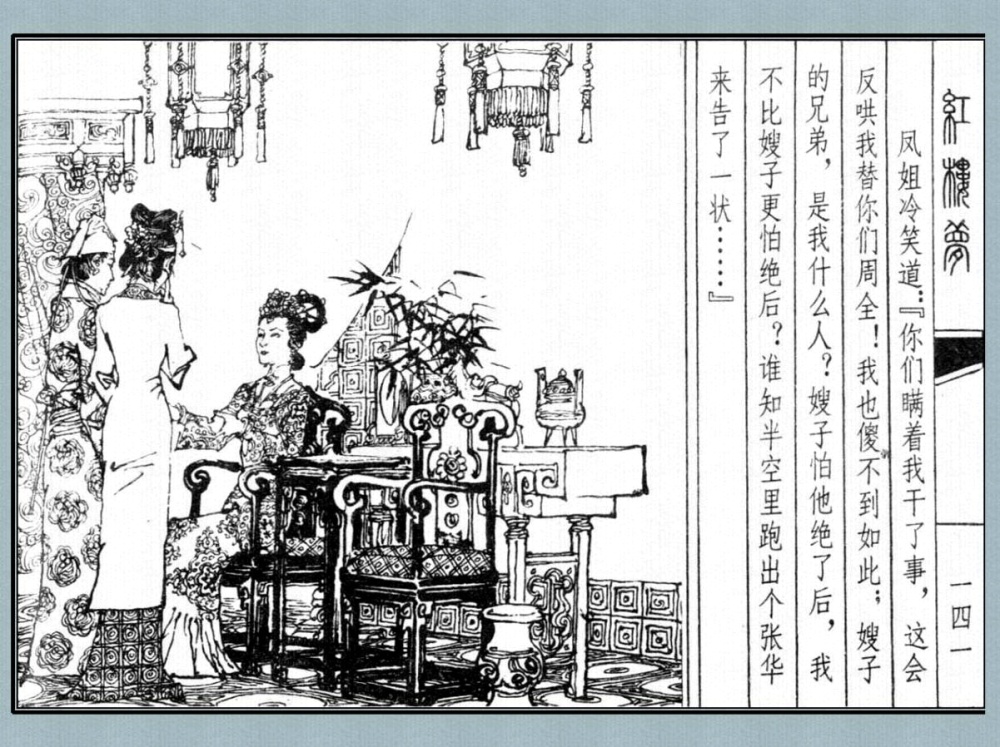 紅樓夢
一四一
凤姐冷笑道：『你们瞒着我干了事，这会
反哄我替你们周全！我也傻不到如此；嫂子
的兄弟，是我什么人？嫂子怕他绝了后，我
不比嫂子更怕绝后？谁知半空里跑出个张华
来告了一状……』